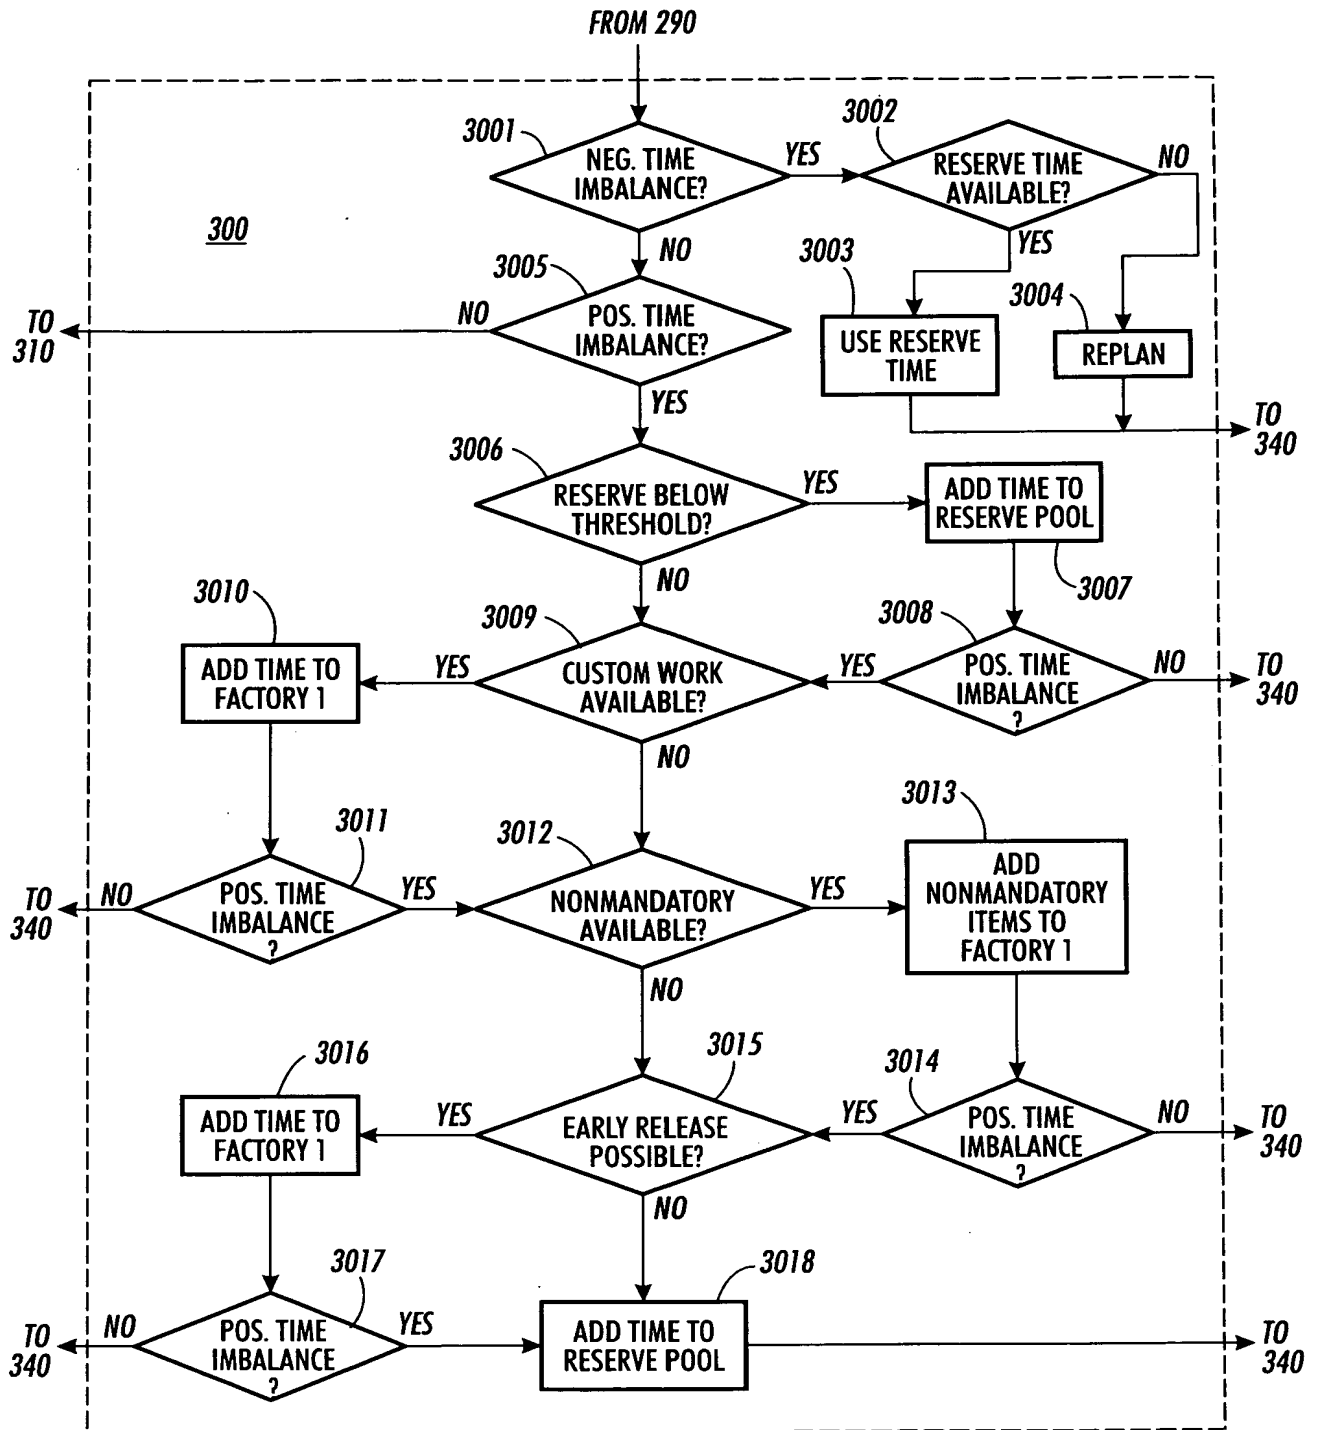 FROM 290
3001
NEG. TIME
IMBALANCE?
YES
3002
RESERVE TIME
AVAILABLE?
NO
300
NO
YES
3003
USE RESERVE
TIME
3004
REPLAN
TO
340
3005
POS. TIME
IMBALANCE?
NO
TO
310
YES
3006
RESERVE BELOW
THRESHOLD?
YES
ADD TIME TO
RESERVE POOL
3007
NO
3008
POS. TIME
IMBALANCE
?
YES
NO
TO
340
3009
CUSTOM WORK
AVAILABLE?
YES
3010
ADD TIME TO
FACTORY 1
NO
3011
POS. TIME
IMBALANCE
?
NO
TO
340
YES
3012
NONMANDATORY
AVAILABLE?
YES
3013
ADD
NONMANDATORY
ITEMS TO
FACTORY 1
NO
3014
POS. TIME
IMBALANCE
?
YES
NO
TO
340
3015
EARLY RELEASE
POSSIBLE?
YES
3016
ADD TIME TO
FACTORY 1
NO
3017
POS. TIME
IMBALANCE
?
NO
TO
340
YES
3018
ADD TIME TO
RESERVE POOL
TO
340